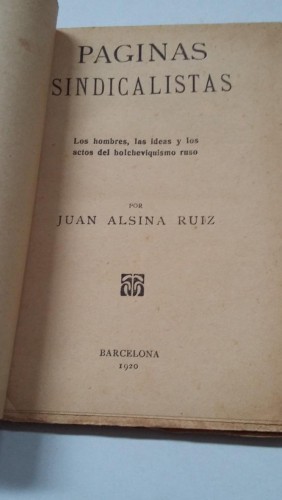 PAGINAS
SINDICALISTAS
Los hombres, las ideas y los
actos del bolcheviquismo ruso
POR
JUAN ALSINA RUIZ
BARCELONA
1920